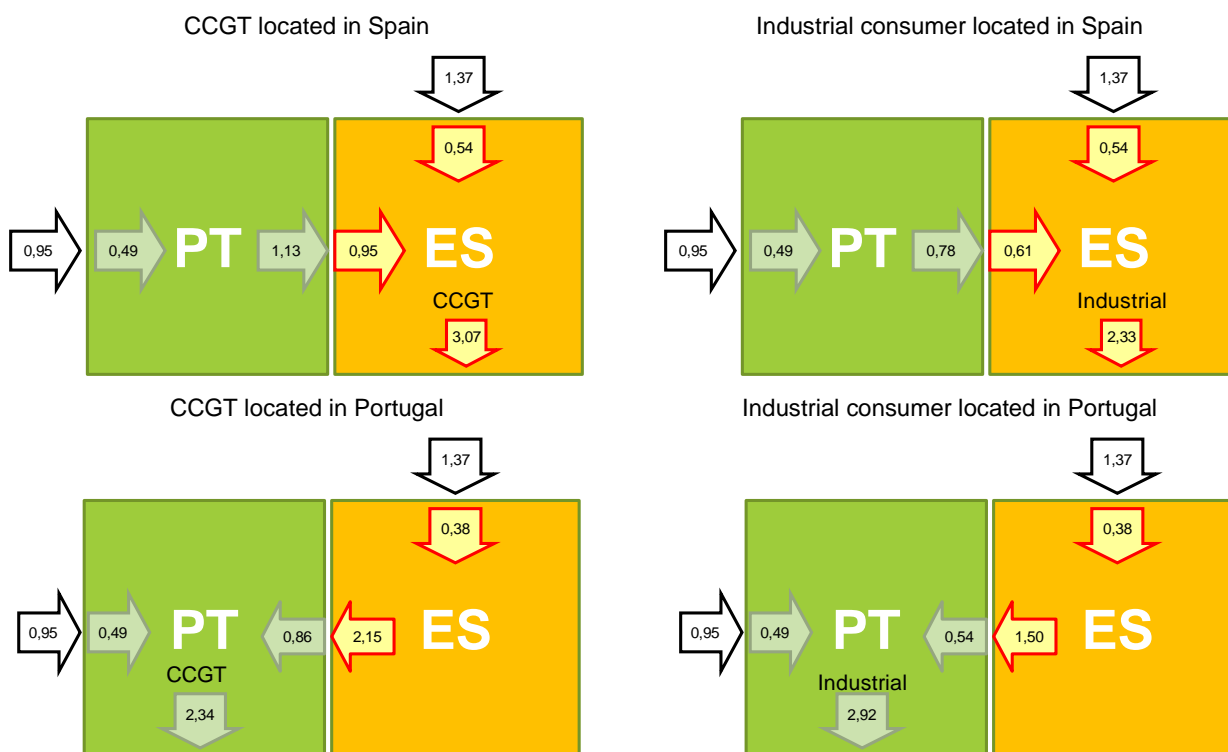 CCGT located in Spain
1,37
0,54
0,95
0,49
PT
1,13
0,95
ES
CCGT
3,07
Industrial consumer located in Spain
1,37
0,54
0,95
0,49
PT
0,78
0,61
ES
Industrial
2,33
CCGT located in Portugal
1,37
0,38
0,95
0,49
PT
0,86
2,15
ES
CCGT
2,34
Industrial consumer located in Portugal
1,37
0,38
0,95
0,49
PT
0,54
1,50
ES
Industrial
2,92